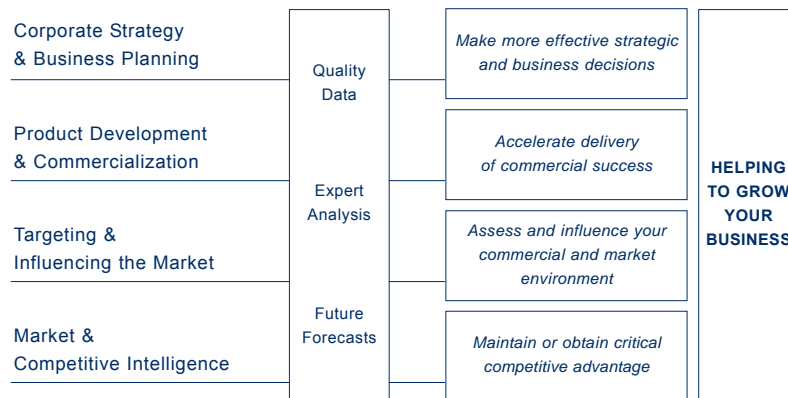 Corporate Strategy
& Business Planning
Product Development
& Commercialization
Targeting &
Influencing the Market
Market &
Competitive Intelligence
Quality
Data
Expert
Analysis
Future
Forecasts
Make more effective strategic
and business decisions
Accelerate delivery
of commercial success
Assess and influence your
commercial and market
environment
Maintain or obtain critical
competitive advantage
HELPING
TO GROW
YOUR
BUSINESS